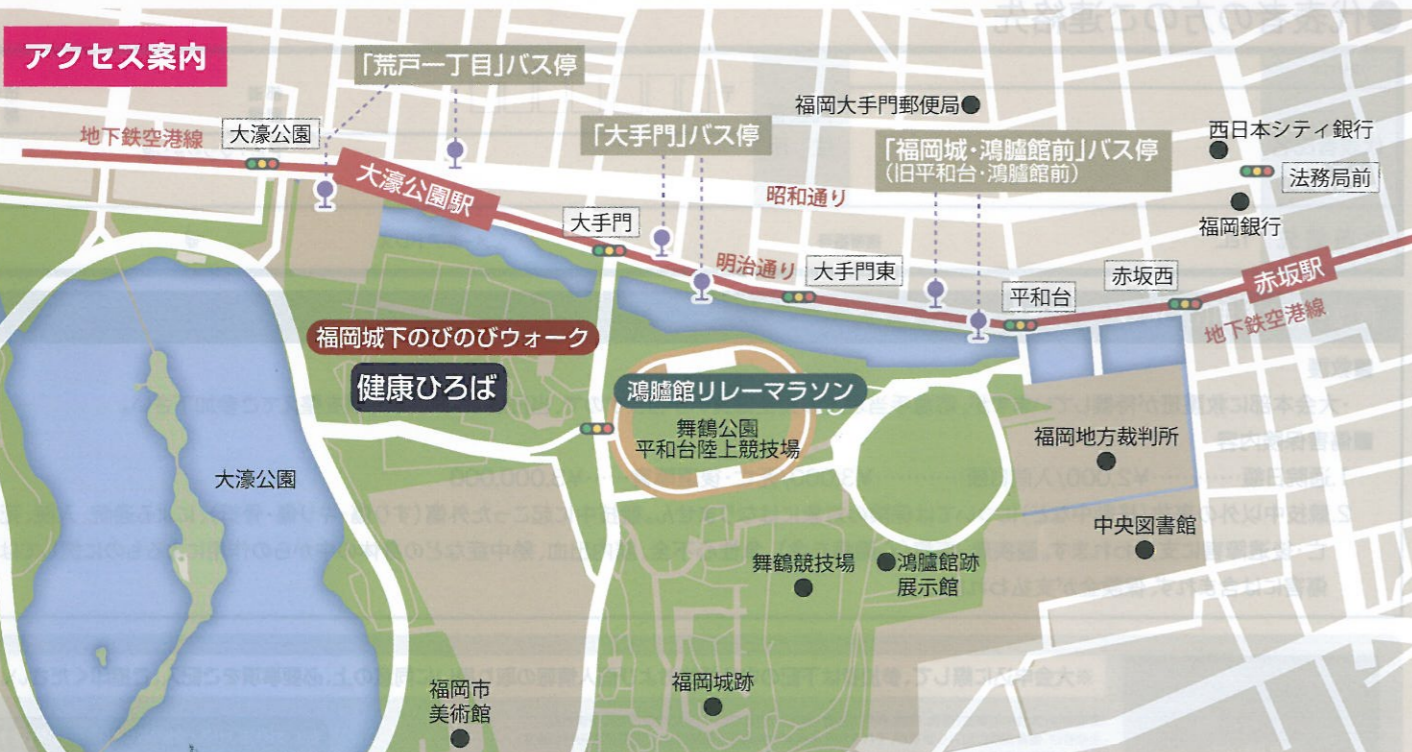 アクセス案内
「荒戸一丁目」バス停
福岡大手門郵便局
地下鉄空港線
大濠公園
「大手門」バス停
「福岡城・鴻臚館前」バス停
（旧平和台・鴻臚館前）
西日本シティ銀行
法務局前
大濠公園駅
昭和通り
福岡銀行
大手門
明治通り
大手門東
赤坂西
赤坂駅
平和台
地下鉄空港線
福岡城下のびのびウォーク
健康ひろば
鴻臚館リレーマラソン
舞鶴公園
平和台陸上競技場
福岡地方裁判所
大濠公園
中央図書館
舞鶴競技場
鴻臚館跡
展示館
福岡市
美術館
福岡城跡